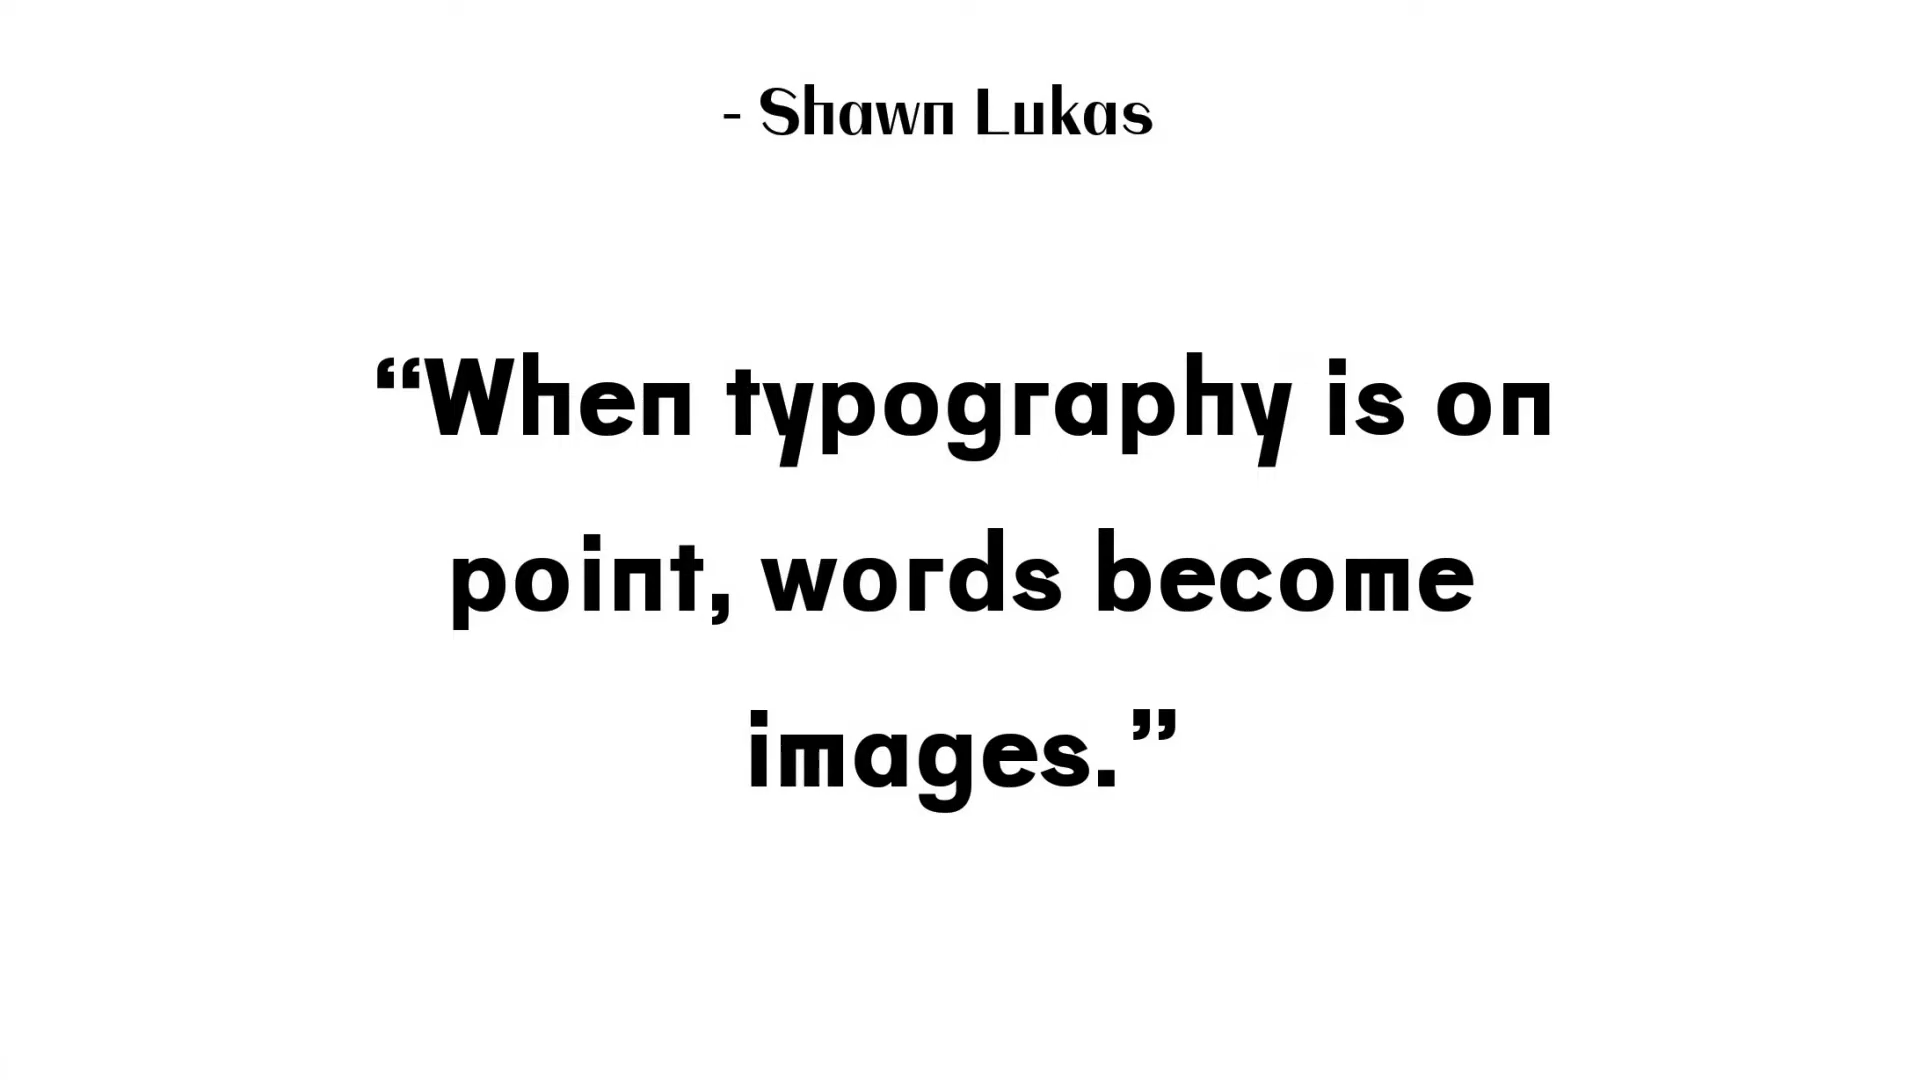 - Shawn Lukas
“When typography is on
point, words become
images.”